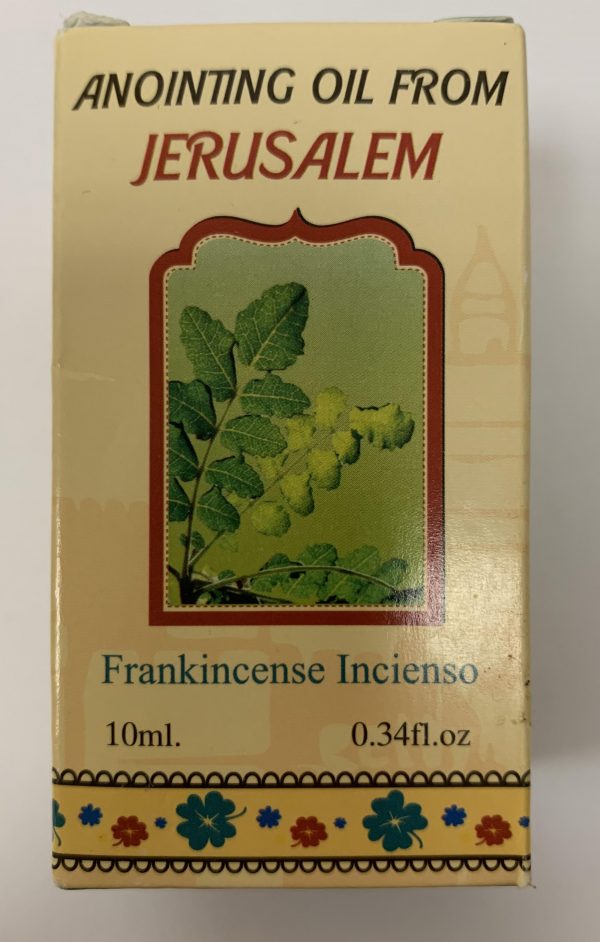 ANOINTING OIL FROM
JERUSALEM
Frankincense Incienso
10ml. 0.34fl.oz